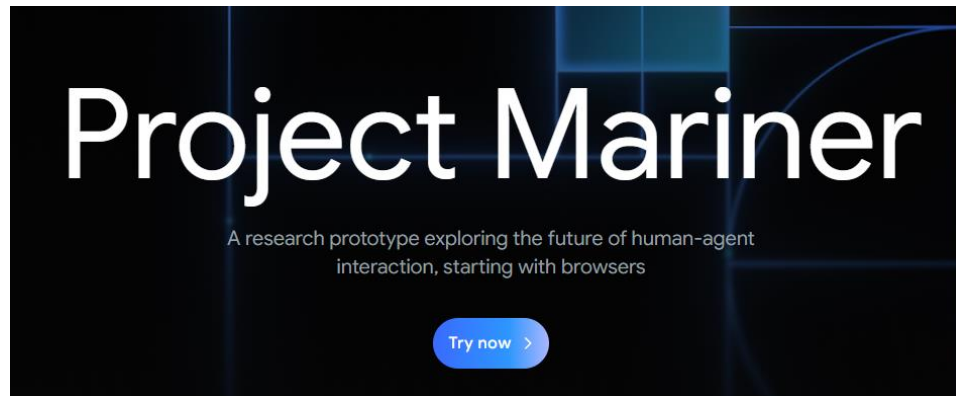 Project Mariner
A research prototype exploring the future of human-agent
interaction, starting with browsers
Try now